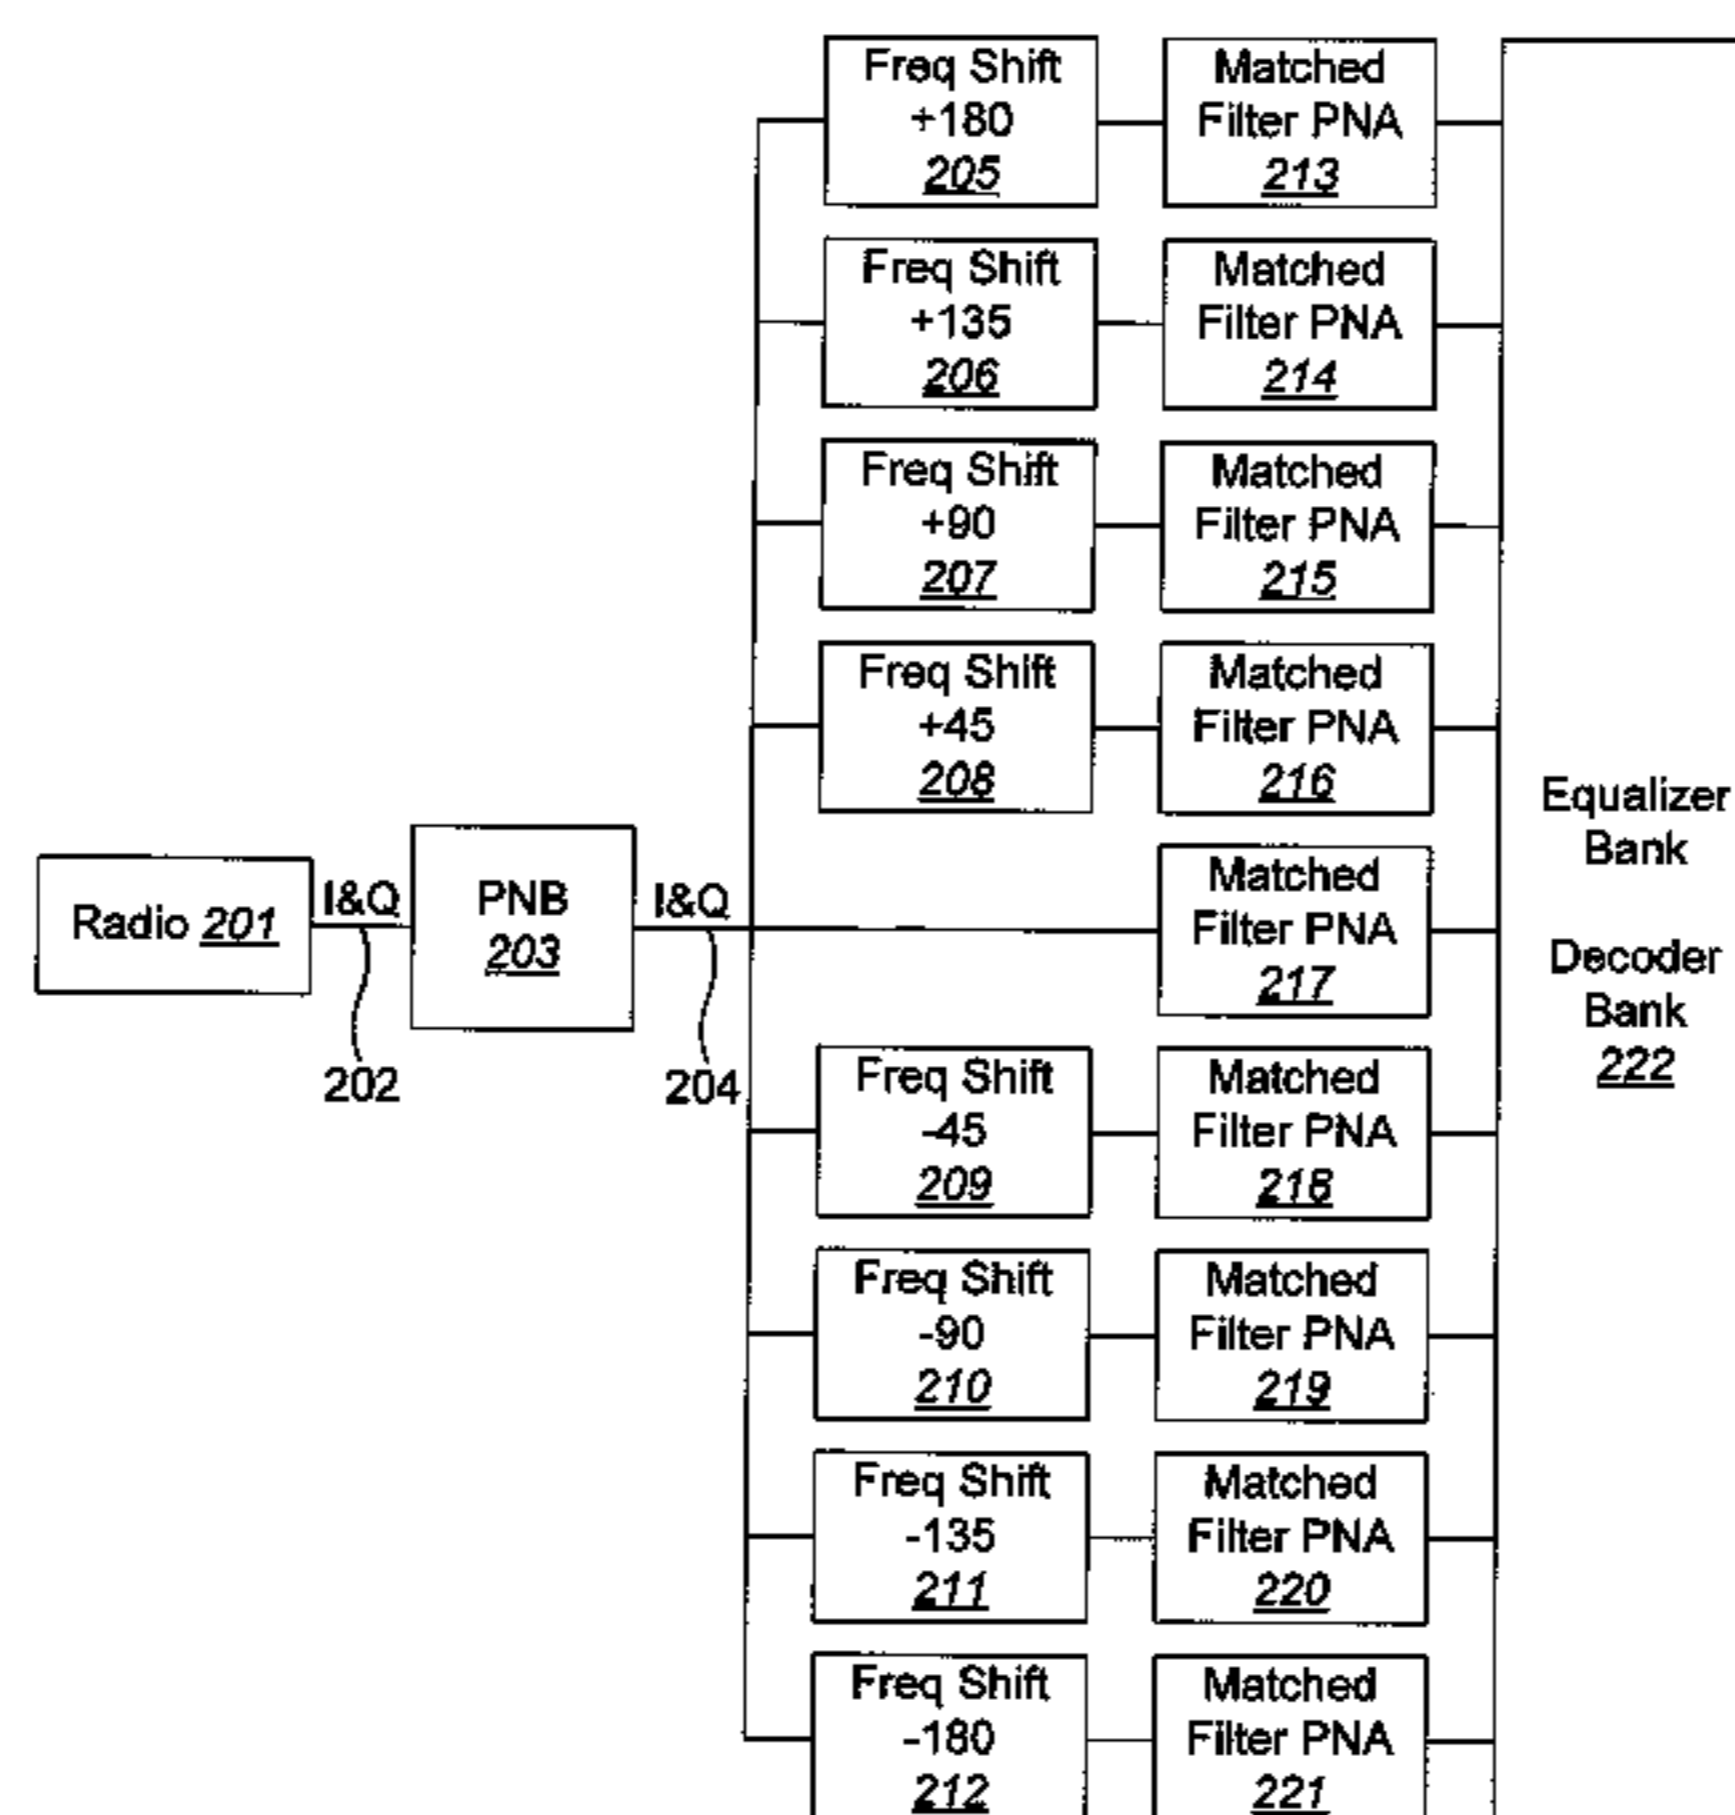 Freq Shift
+180
205
Matched
Filter PNA
213
Freq Shift
+135
206
Matched
Filter PNA
214
Freq Shift
+90
207
Matched
Filter PNA
215
Freq Shift
+45
208
Matched
Filter PNA
216
Radio 201
I&Q
202
PNB
203
I&Q
204
Matched
Filter PNA
217
Equalizer
Bank
Decoder
Bank
222
Freq Shift
-45
209
Matched
Filter PNA
218
Freq Shift
-90
210
Matched
Filter PNA
219
Freq Shift
-135
211
Matched
Filter PNA
220
Freq Shift
-180
212
Matched
Filter PNA
221